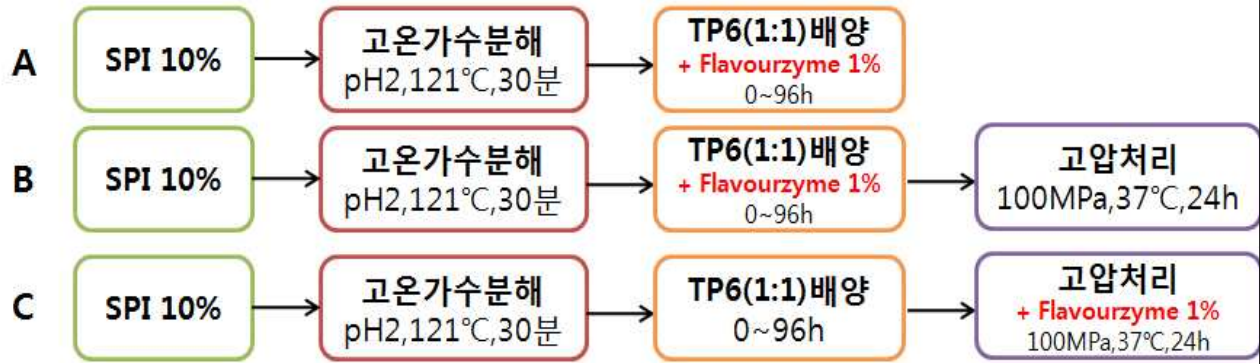 A
SPI 10%
고온가수분해
pH2,121℃,30분
TP6(1:1)배양
+ Flavourzyme 1%
0~96h
B
SPI 10%
고온가수분해
pH2,121℃,30분
TP6(1:1)배양
+ Flavourzyme 1%
0~96h
고압처리
100MPa,37℃,24h
C
SPI 10%
고온가수분해
pH2,121℃,30분
TP6(1:1)배양
0~96h
고압처리
+ Flavourzyme 1%
100MPa,37℃,24h